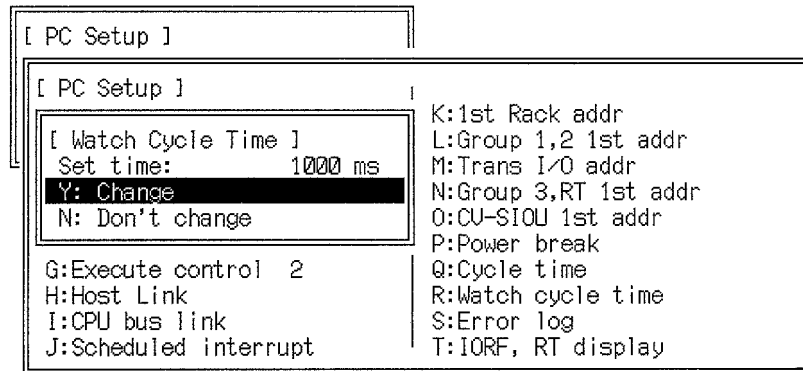 [ PC Setup ]
[ PC Setup ]
[ Watch Cycle Time ]
Set time: 1000 ms
Y: Change
N: Don't change
G:Execute control 2
H:Host Link
I:CPU bus link
J:Scheduled interrupt
K:1st Rack addr
L:Group 1,2 1st addr
M:Trans I/O addr
N:Group 3,RT 1st addr
O:CV-SIOU 1st addr
P:Power break
Q:Cycle time
R:Watch cycle time
S:Error log
T:IORF, RT display